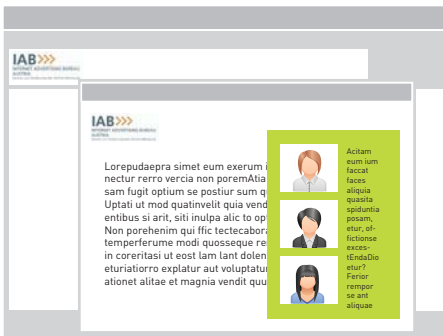 IAB
INTERNET ADVERTISING BUREAU
AUSTRIA
IAB
INTERNET ADVERTISING BUREAU
AUSTRIA
Lorepudaepra simet eum exerum i
nectur rerro vercia non poremAtia
sam fugit optium se postiur sum q
Uptati ut mod quatinvelit quia vend
entibus si arit, siti inulpa alic to opt
Non porehenim qui ffic tectecabora
temperferume modi quosseque re
in coreritasi ut eost lam lant dolen
eturiatiorro explatur aut voluptatu
ationet alitae et magnia vendit quu
Acitam
eum ium
faccat
faces
aliquia
quasita
spiduntia
posam,
etur, of-
fictionse
exces-
tEndaDio
etur?
Ferior
rempor
se ant
aliquae